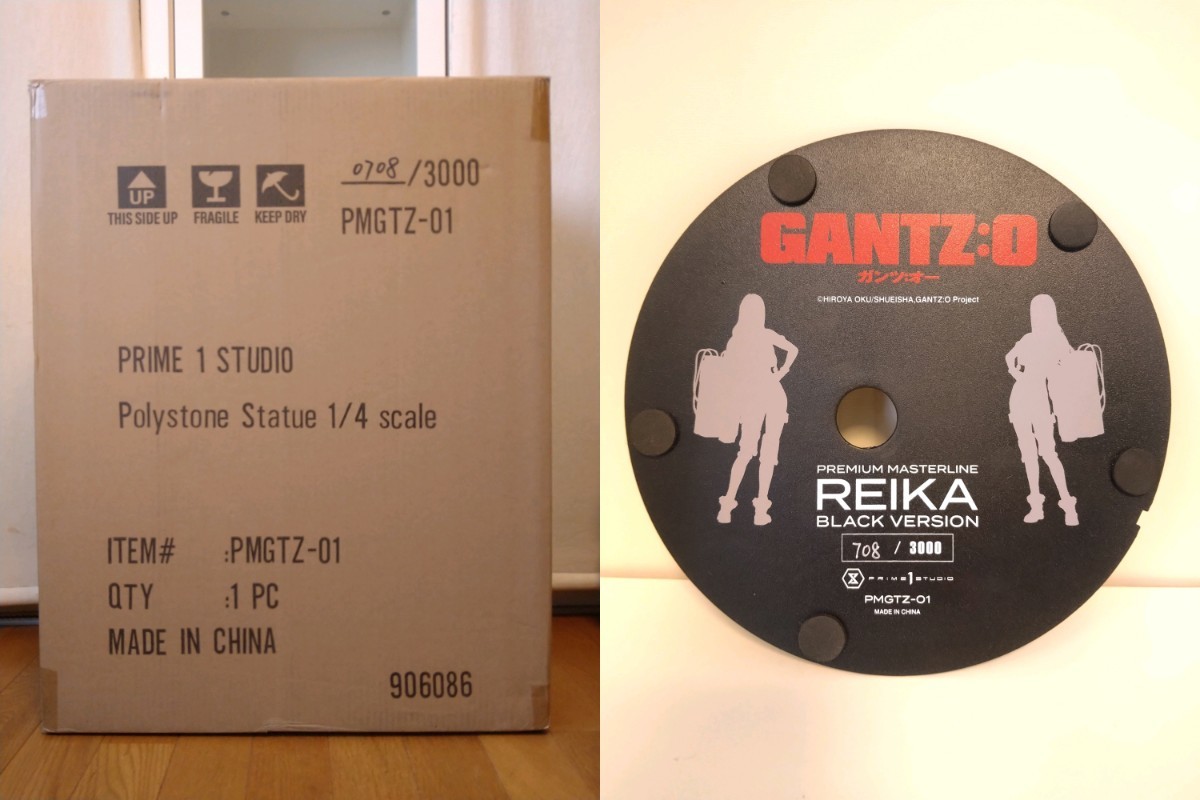 0708/3000
PMGTZ-01
UP
THIS SIDE UP
FRAGILE
KEEP DRY
PRIME 1 STUDIO
Polystone Statue 1/4 scale
ITEM# :PMGTZ-01
QTY :1 PC
MADE IN CHINA
906086
GANTZ:O
ガンツ:オー
©HIROYA OKU/SHUEISHA,GANTZ:O Project
PREMIUM MASTERLINE
REIKA
BLACK VERSION
708 / 3000
PRIME 1 STUDIO
PMGTZ-01
MADE IN CHINA